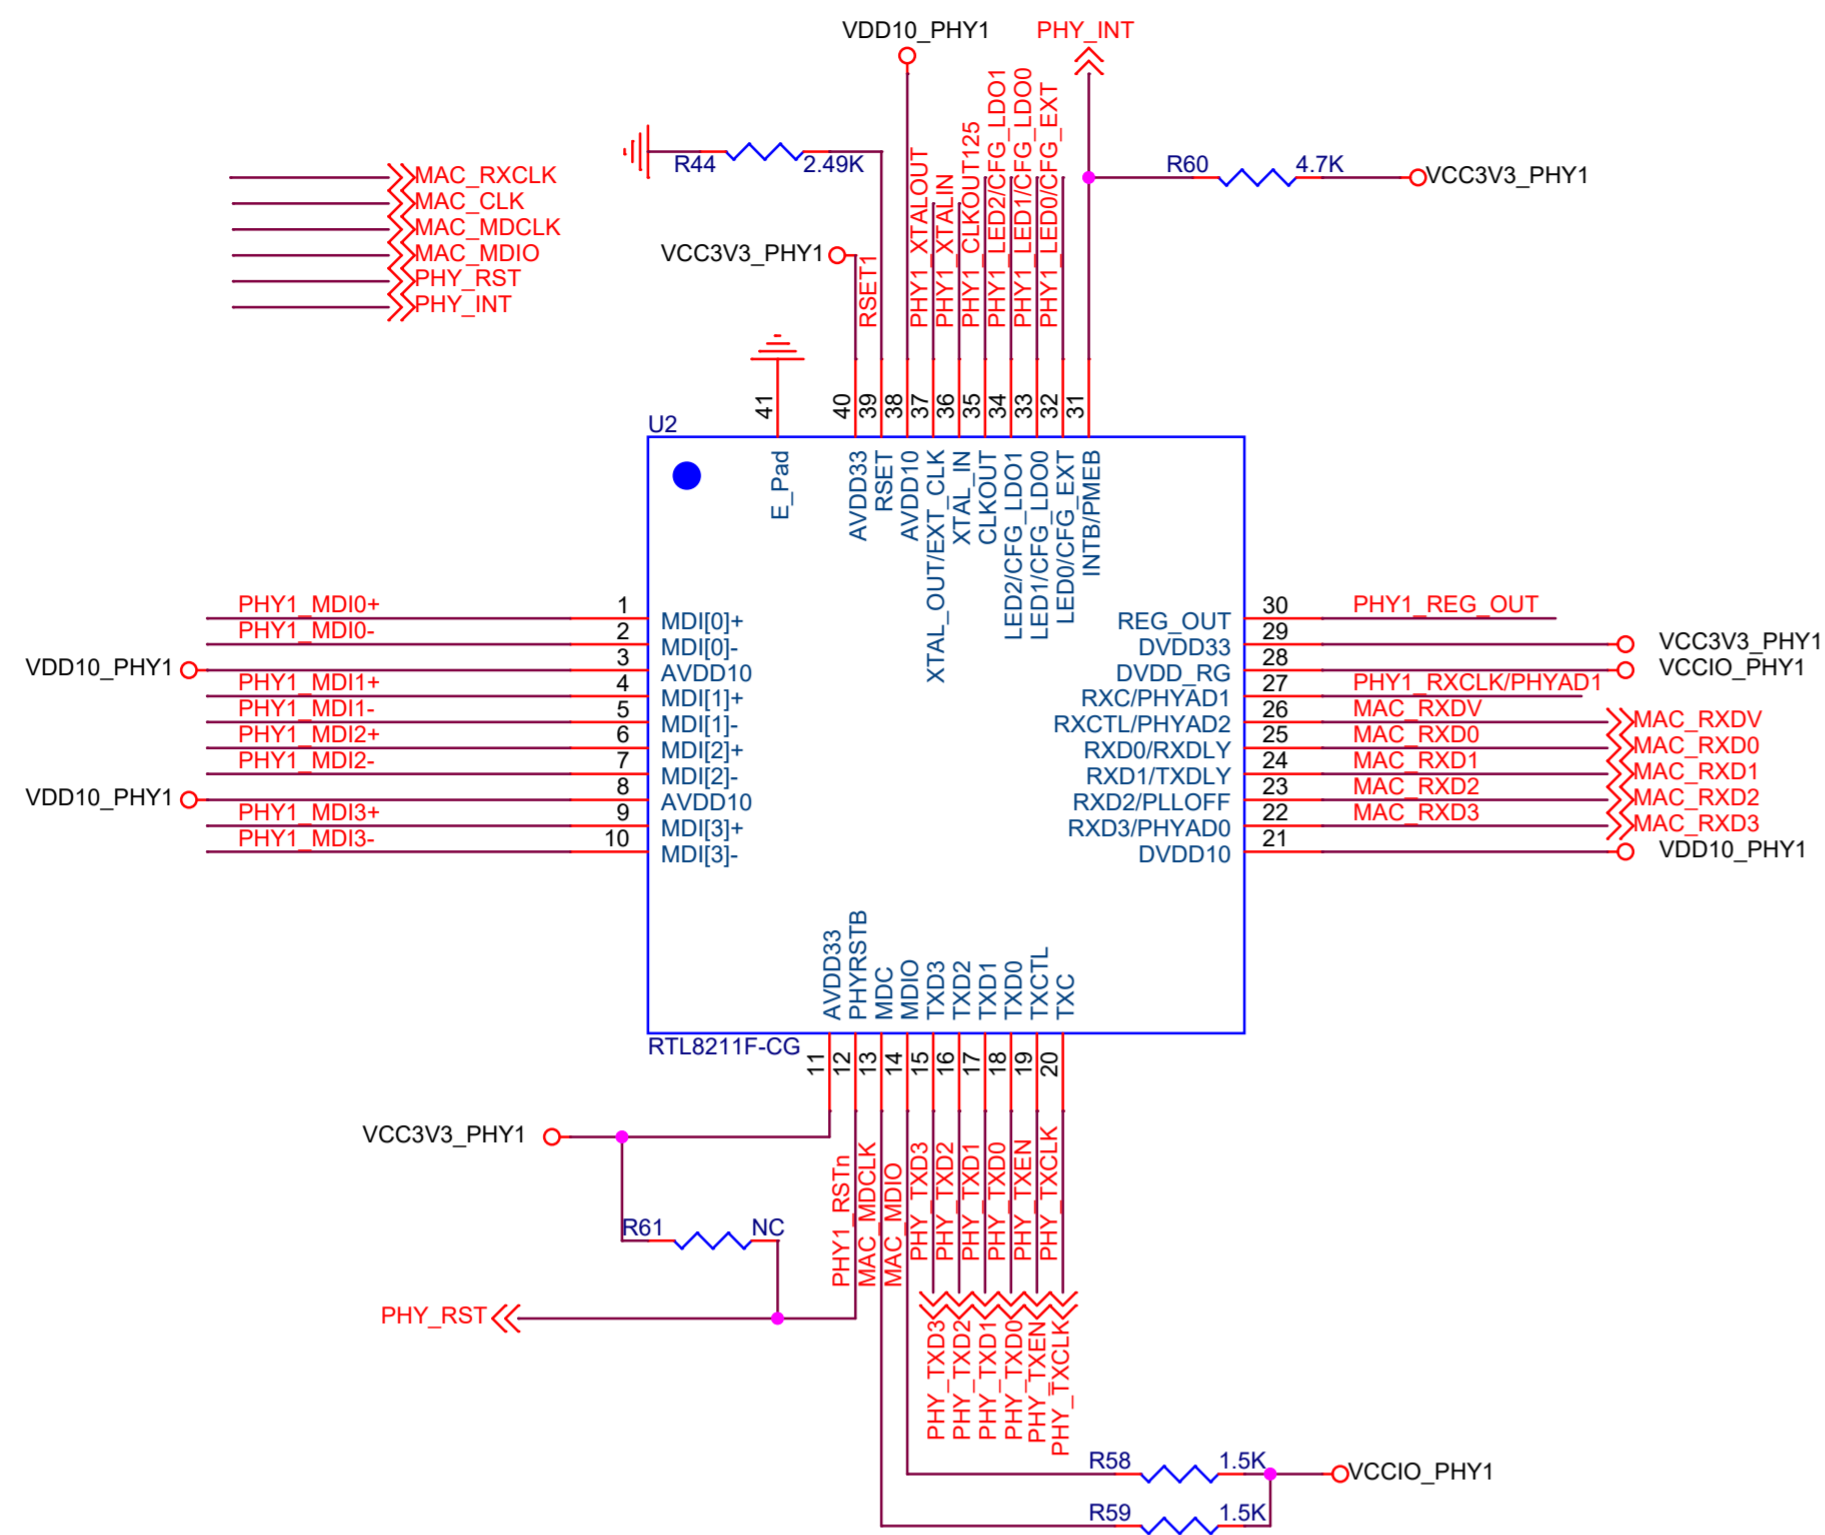 VDD10_PHY1
PHY_INT
R44
2.49K
R60
4.7K
VCC3V3_PHY1
MAC_RXCLK
MAC_CLK
MAC_MDCLK
MAC_MDIO
PHY_RST
PHY_INT
VCC3V3_PHY1
RSET1
PHY1_XTALOUT
PHY1_XTALIN
PHY1_CLKOUT125
PHY1_LED2/CFG_LDO1
PHY1_LED1/CFG_LDO0
PHY1_LED0/CFG_EXT
41
40
39
38
37
36
35
34
33
32
31
U2
E_Pad
AVDD33
RSET
AVDD10
XTAL_OUT/EXT_CLK
XTAL_IN
CLKOUT
LED2/CFG_LDO1
LED1/CFG_LDO0
LED0/CFG_EXT
INTB/PMEB
PHY1_MDI0+ 1 MDI[0]+
PHY1_MDI0- 2 MDI[0]-
VDD10_PHY1 3 AVDD10
PHY1_MDI1+ 4 MDI[1]+
PHY1_MDI1- 5 MDI[1]-
PHY1_MDI2+ 6 MDI[2]+
PHY1_MDI2- 7 MDI[2]-
VDD10_PHY1 8 AVDD10
PHY1_MDI3+ 9 MDI[3]+
PHY1_MDI3- 10 MDI[3]-
REG_OUT 30 PHY1_REG_OUT
DVDD33 29 VCC3V3_PHY1
DVDD_RG 28 VCCIO_PHY1
RXC/PHYAD1 27 PHY1_RXCLK/PHYAD1
RXCTL/PHYAD2 26 MAC_RXDV MAC_RXDV
RXD0/RXDLY 25 MAC_RXD0 MAC_RXD0
RXD1/TXDLY 24 MAC_RXD1 MAC_RXD1
RXD2/PLLOFF 23 MAC_RXD2 MAC_RXD2
RXD3/PHYAD0 22 MAC_RXD3 MAC_RXD3
DVDD10 21 VDD10_PHY1
AVDD33
PHYRSTB
MDC
MDIO
TXD3
TXD2
TXD1
TXD0
TXCTL
TXC
RTL8211F-CG
11
12
13
14
15
16
17
18
19
20
VCC3V3_PHY1
R61
NC
PHY_RST
PHY1_RSTn
MAC_MDCLK
MAC_MDIO
PHY_TXD3
PHY_TXD2
PHY_TXD1
PHY_TXD0
PHY_TXEN
PHY_TXCLK
PHY_TXD3
PHY_TXD2
PHY_TXD1
PHY_TXD0
PHY_TXEN
PHY_TXCLK
R58
1.5K
VCCIO_PHY1
R59
1.5K